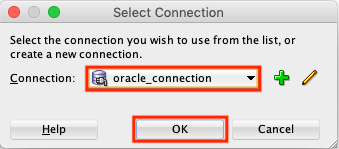 Select Connection
Select the connection you wish to use from the list, or
create a new connection.
Connection: oracle_connection
Help OK Cancel